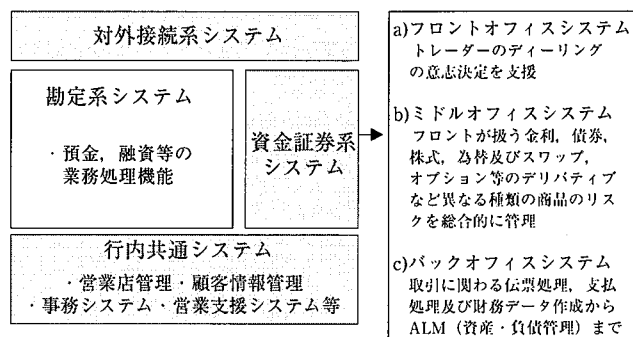 対外接続系システム
勘定系システム
・預金，融資等の
業務処理機能
資金証券系
システム
行内共通システム
・営業店管理・顧客情報管理
・事務システム・営業支援システム等
a)フロントオフィスシステム
トレーダーのディーリング
の意志決定を支援
b)ミドルオフィスシステム
フロントが扱う金利，債券，
株式，為替及びスワップ，
オプション等のデリバティブ
など異なる種類の商品のリス
クを総合的に管理
c)バックオフィスシステム
取引に関わる伝票処理，支払
処理及び財務データ作成から
ALM（資産・負債管理）まで